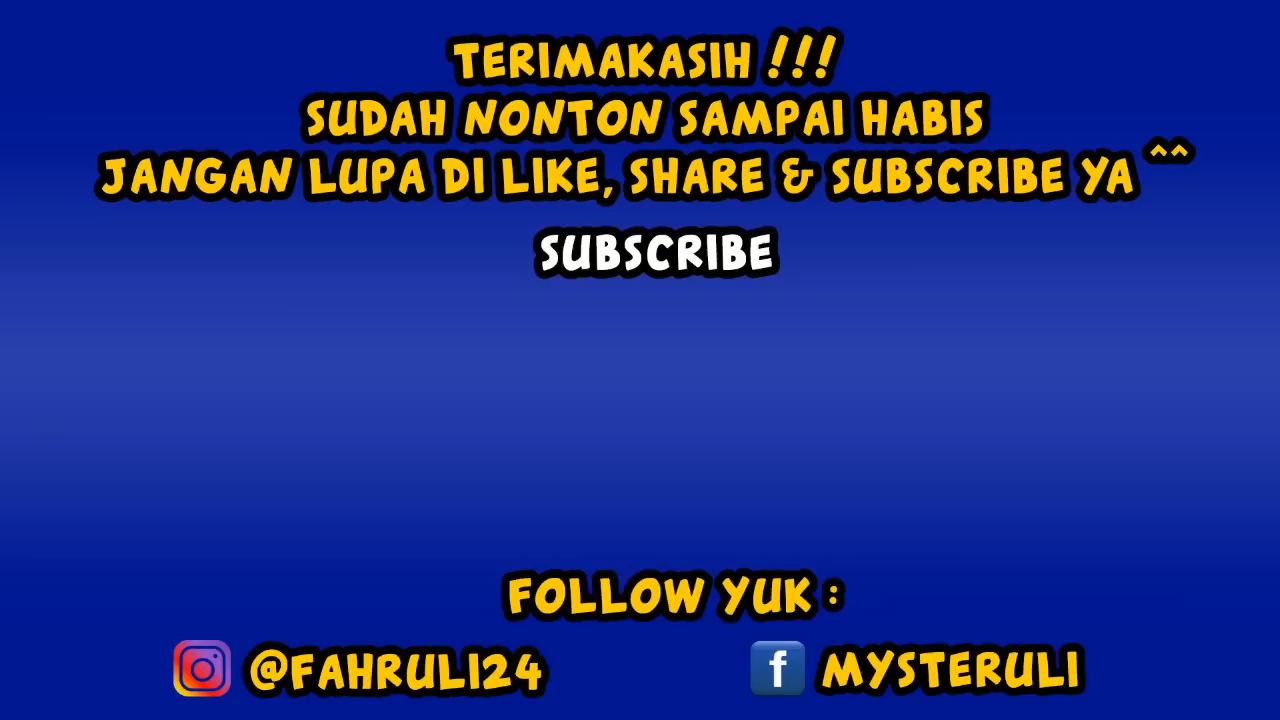 TERIMAKASIH !!!
SUDAH NONTON SAMPAI HABIS
JANGAN LUPA DI LIKE, SHARE & SUBSCRIBE YA ^^
SUBSCRIBE
FOLLOW YUK :
@FAHRULI24
f MYSTERULI